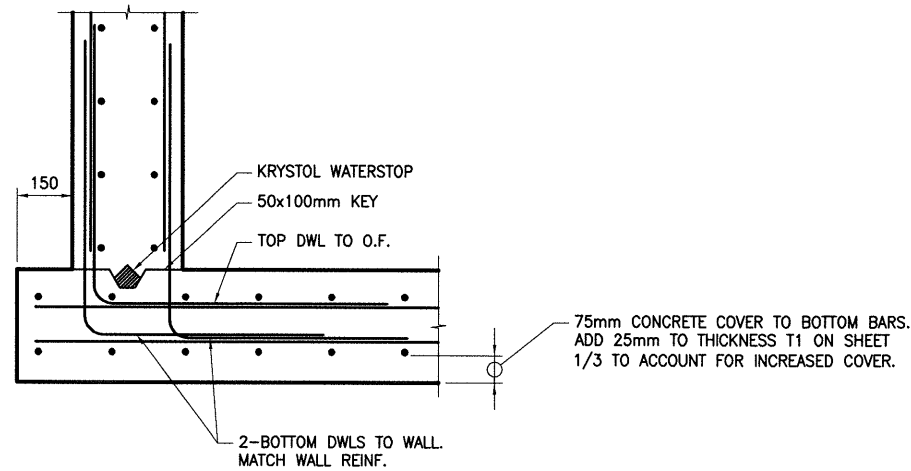 KRYSTOL WATERSTOP
150
50x100mm KEY
TOP DWL TO O.F.
75mm CONCRETE COVER TO BOTTOM BARS.
ADD 25mm TO THICKNESS T1 ON SHEET
1/3 TO ACCOUNT FOR INCREASED COVER.
2-BOTTOM DWLS TO WALL.
MATCH WALL REINF.